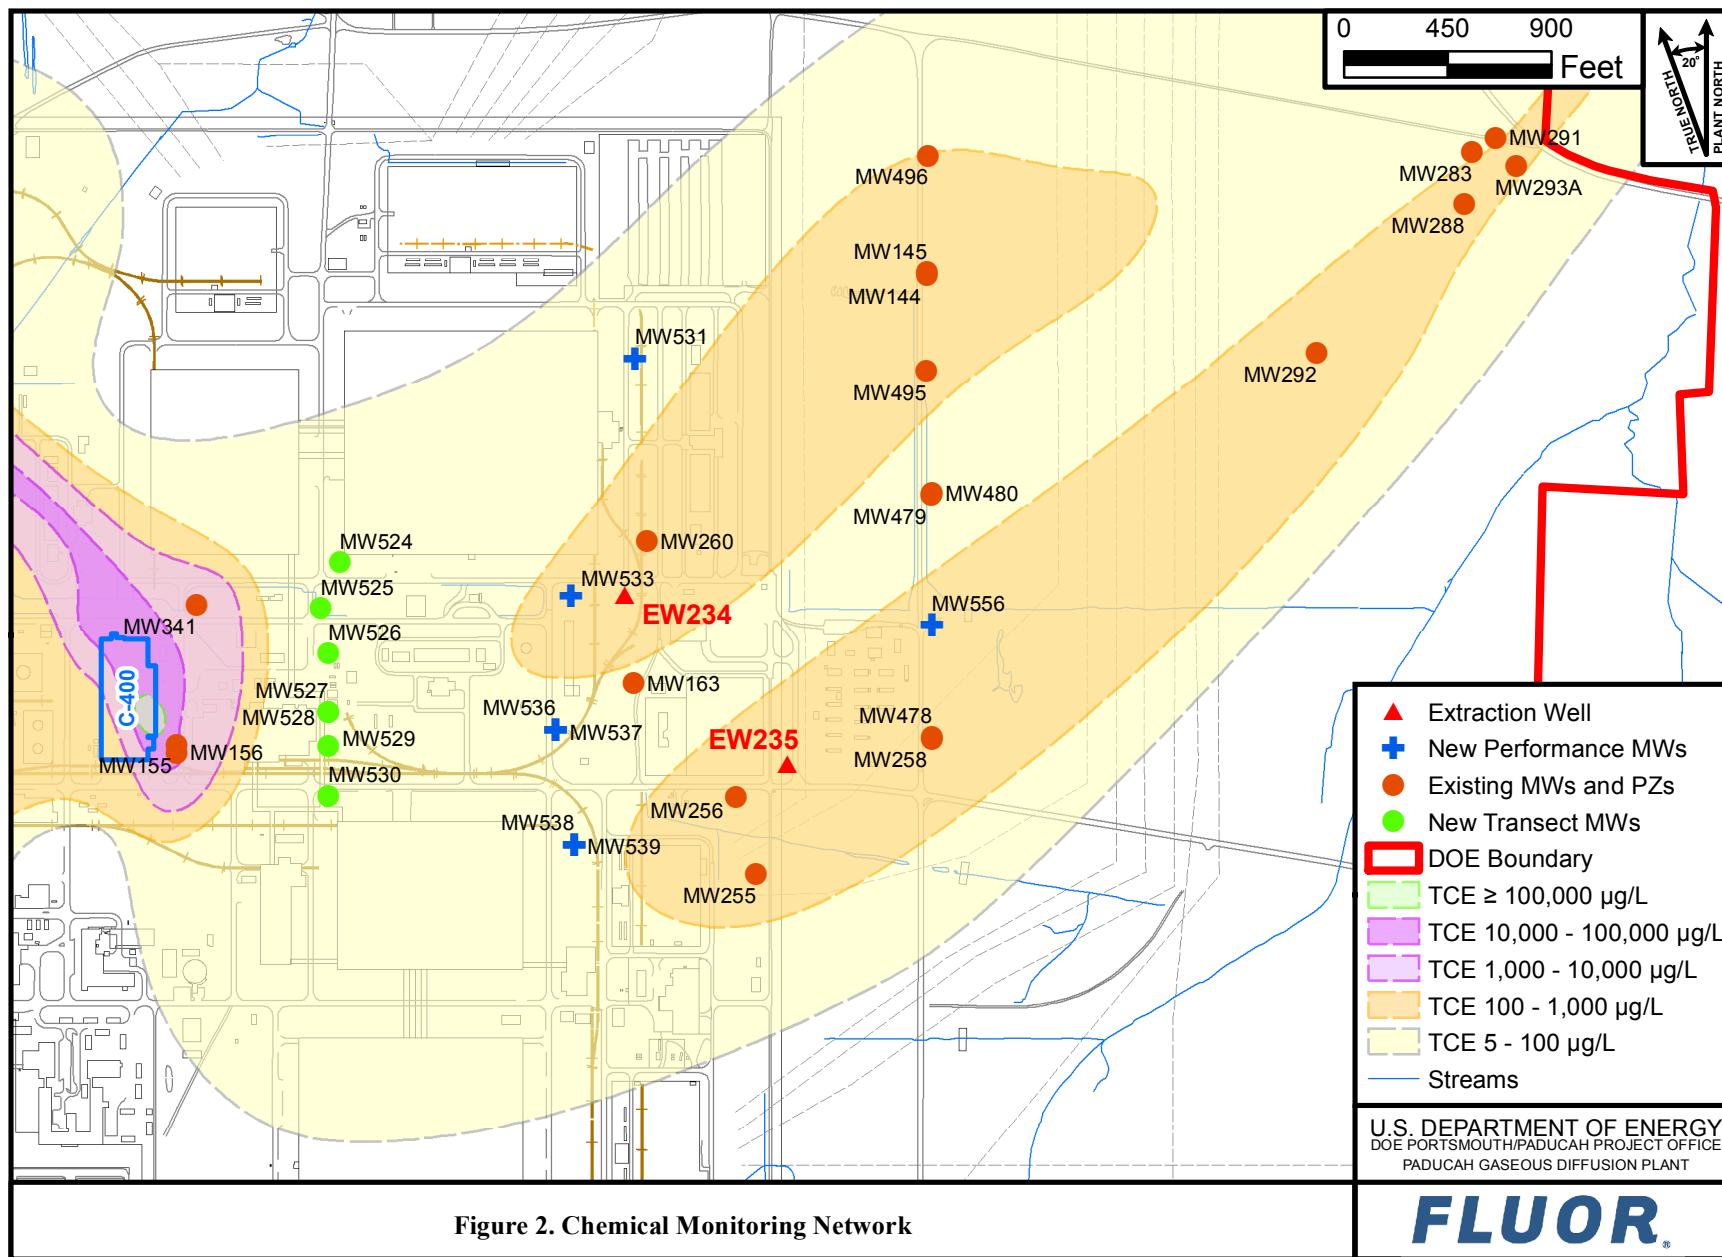 0 450 900
Feet
20°
TRUE NORTH
PLANT NORTH
MW291
MW496
MW283
MW293A
MW288
MW145
MW144
MW531
MW292
MW495
MW480
MW479
MW524
MW260
MW525
MW533
MW556
EW234
MW341
MW526
C-400
MW163
MW527
MW536
MW478
MW528
MW537
EW235
MW529
MW156
MW258
MW155
MW530
MW256
MW538
MW539
MW255
Extraction Well
New Performance MWs
Existing MWs and PZs
New Transect MWs
DOE Boundary
TCE ≥ 100,000 µg/L
TCE 10,000 - 100,000 µg/L
TCE 1,000 - 10,000 µg/L
TCE 100 - 1,000 µg/L
TCE 5 - 100 µg/L
Streams
U.S. DEPARTMENT OF ENERGY
DOE PORTSMOUTH/PADUCAH PROJECT OFFICE
PADUCAH GASEOUS DIFFUSION PLANT
Figure 2. Chemical Monitoring Network
FLUOR®